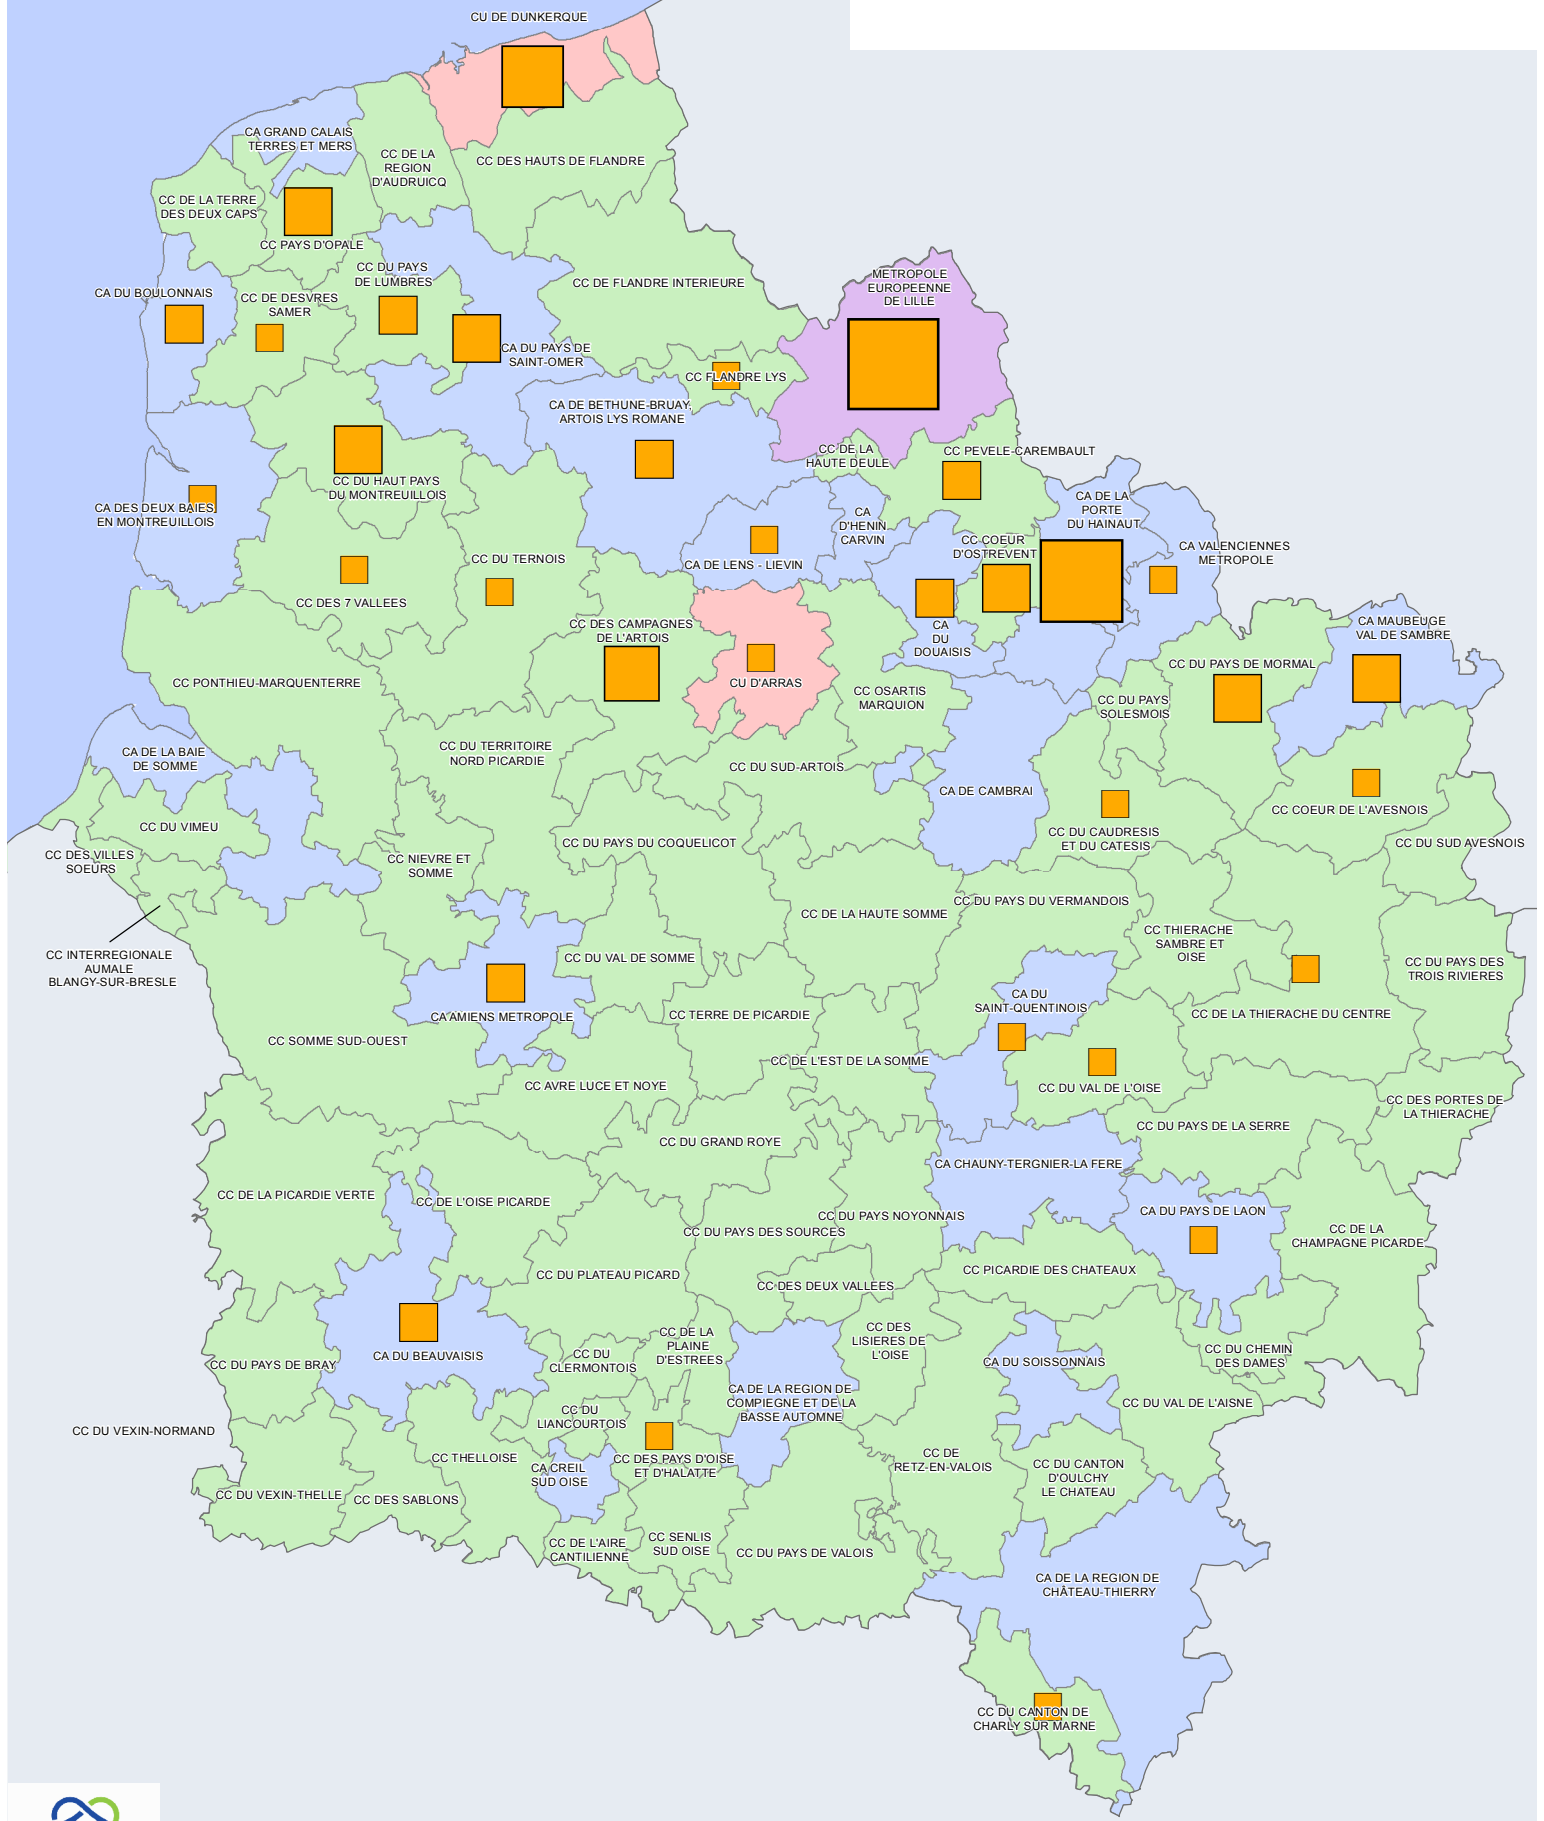 CU DE DUNKERQUE
CA GRAND CALAIS
TERRES ET MERS
CC DE LA
REGION
D'AUDRUICQ
CC DES HAUTS DE FLANDRE
CC DE LA TERRE
DES DEUX CAPS
CC PAYS D'OPALE
CC DU PAYS
DE LUMBRES
CC DE FLANDRE INTERIEURE
METROPOLE
EUROPEENNE
DE LILLE
CA DU BOULONNAIS
CC DE DESVRES
SAMER
CA DU PAYS DE
SAINT-OMER
CC FLANDRE LYS
CA DE BETHUNE-BRUAY,
ARTOIS LYS ROMANE
CC DE LA
HAUTE DEULE
CC PEVELE-CAREMBAULT
CC DU HAUT PAYS
DU MONTREUILLOIS
CA DES DEUX BAIES
EN MONTREUILLOIS
CA
D'HENIN
CARVIN
CA DE LA
PORTE
DU HAINAUT
CC COEUR
D'OSTREVENT
CA VALENCIENNES
METROPOLE
CC DU TERNOIS
CA DE LENS - LIEVIN
CC DES 7 VALLEES
CC DES CAMPAGNES
DE L'ARTOIS
CA
DU
DOUAISIS
CA MAUBEUGE
VAL DE SAMBRE
CC DU PAYS DE MORMAL
CC PONTHIEU-MARQUENTERRE
CU D'ARRAS
CC OSARTIS
MARQUION
CC DU PAYS
SOLESMOIS
CA DE LA BAIE
DE SOMME
CC DU TERRITOIRE
NORD PICARDIE
CC DU SUD-ARTOIS
CA DE CAMBRAI
CC COEUR DE L'AVESNOIS
CC DU VIMEU
CC DU CAUDRESIS
ET DU CATESIS
CC DU PAYS DU COQUELICOT
CC DU SUD AVESNOIS
CC DES VILLES
SOEURS
CC NIEVRE ET
SOMME
CC DU PAYS DU VERMANDOIS
CC DE LA HAUTE SOMME
CC THIERACHE
SAMBRE ET
OISE
CC INTERREGIONALE
AUMALE
BLANGY-SUR-BRESLE
CC DU VAL DE SOMME
CC DU PAYS DES
TROIS RIVIERES
CA DU
SAINT-QUENTINOIS
CA AMIENS METROPOLE
CC TERRE DE PICARDIE
CC DE LA THIERACHE DU CENTRE
CC SOMME SUD-OUEST
CC DE L'EST DE LA SOMME
CC AVRE LUCE ET NOYE
CC DU VAL DE L'OISE
CC DES PORTES DE
LA THIERACHE
CC DU PAYS DE LA SERRE
CC DU GRAND ROYE
CA CHAUNY-TERGNIER-LA FERE
CC DE LA PICARDIE VERTE
CC DE L'OISE PICARDE
CC DU PAYS NOYONNAIS
CA DU PAYS DE LAON
CC DU PAYS DES SOURCES
CC DE LA
CHAMPAGNE PICARDE
CC DU PLATEAU PICARD
CC PICARDIE DES CHATEAUX
CC DES DEUX VALLEES
CC DE LA
PLAINE
D'ESTREES
CC DES
LISIERES DE
L'OISE
CA DU BEAUVAISIS
CC DU
CLERMONTOIS
CC DU PAYS DE BRAY
CA DU SOISSONNAIS
CC DU CHEMIN
DES DAMES
CA DE LA REGION DE
COMPIEGNE ET DE LA
BASSE AUTOMNE
CC DU VAL DE L'AISNE
CC DU
LIANCOURTOIS
CC DU VEXIN-NORMAND
CC THELLOISE
CA CREIL
SUD OISE
CC DES PAYS D'OISE
ET D'HALATTE
CC DE
RETZ-EN-VALOIS
CC DU CANTON
D'OULCHY
LE CHATEAU
CC DU VEXIN-THELLE
CC DES SABLONS
CC DE L'AIRE
CANTILIENNE
CC SENLIS
SUD OISE
CC DU PAYS DE VALOIS
CA DE LA REGION DE
CHÂTEAU-THIERRY
CC DU CANTON DE
CHARLY SUR MARNE